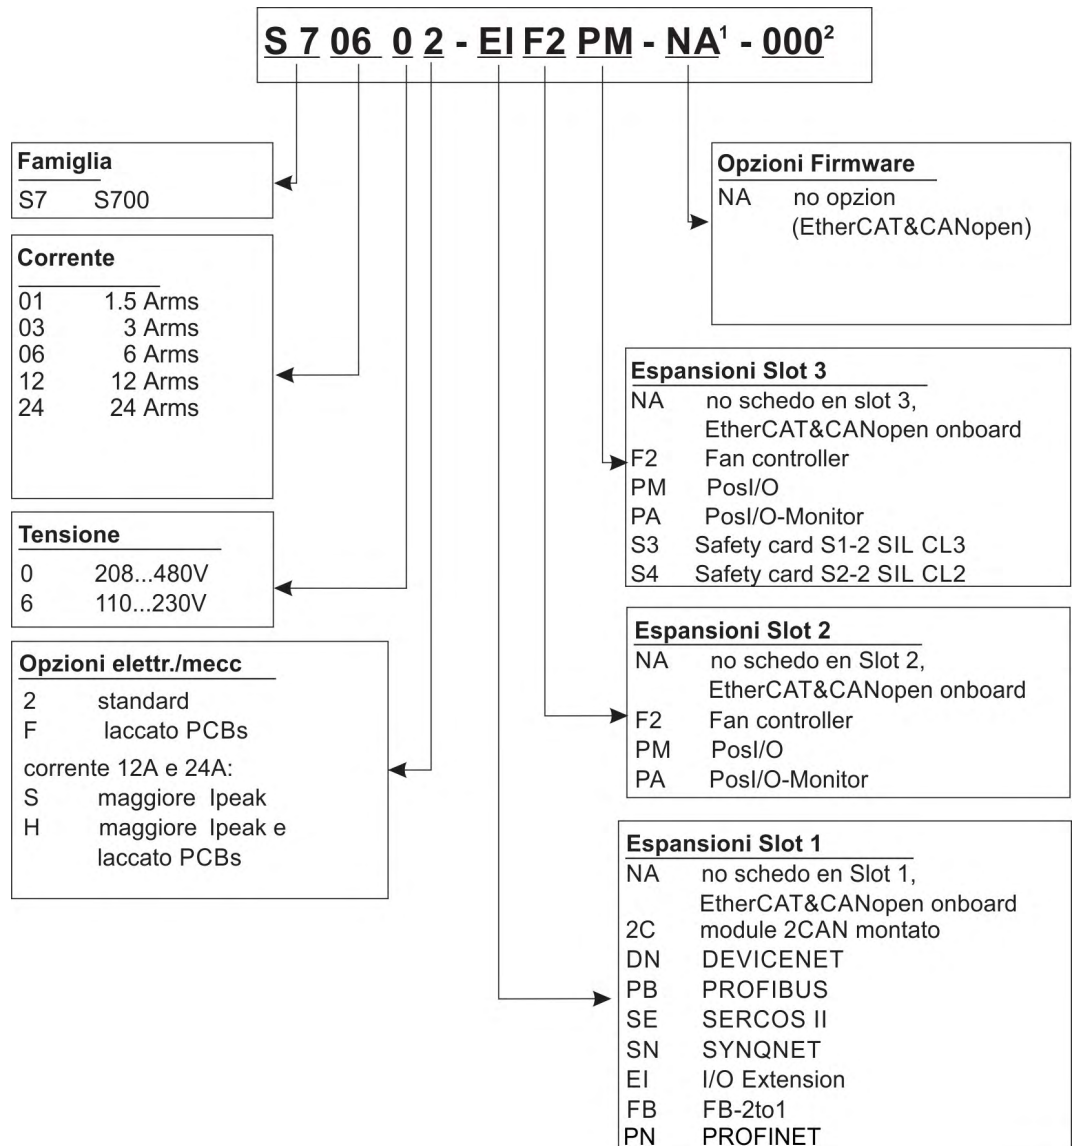 S 7 06 0 2 - EI F2 PM - NA¹ - 000²
Famiglia
S7 S700
Corrente
01 1.5 Arms
03 3 Arms
06 6 Arms
12 12 Arms
24 24 Arms
Tensione
0 208...480V
6 110...230V
Opzioni elettr./mecc
2 standard
F laccato PCBs
corrente 12A e 24A:
S maggiore Ipeak
H maggiore Ipeak e
laccato PCBs
Opzioni Firmware
NA no opzion
(EtherCAT&CANopen)
Espansioni Slot 3
NA no schedo en slot 3,
EtherCAT&CANopen onboard
F2 Fan controller
PM PosI/O
PA PosI/O-Monitor
S3 Safety card S1-2 SIL CL3
S4 Safety card S2-2 SIL CL2
Espansioni Slot 2
NA no schedo en Slot 2,
EtherCAT&CANopen onboard
F2 Fan controller
PM PosI/O
PA PosI/O-Monitor
Espansioni Slot 1
NA no schedo en Slot 1,
EtherCAT&CANopen onboard
2C module 2CAN montato
DN DEVICENET
PB PROFIBUS
SE SERCOS II
SN SYNQNET
EI I/O Extension
FB FB-2to1
PN PROFINET